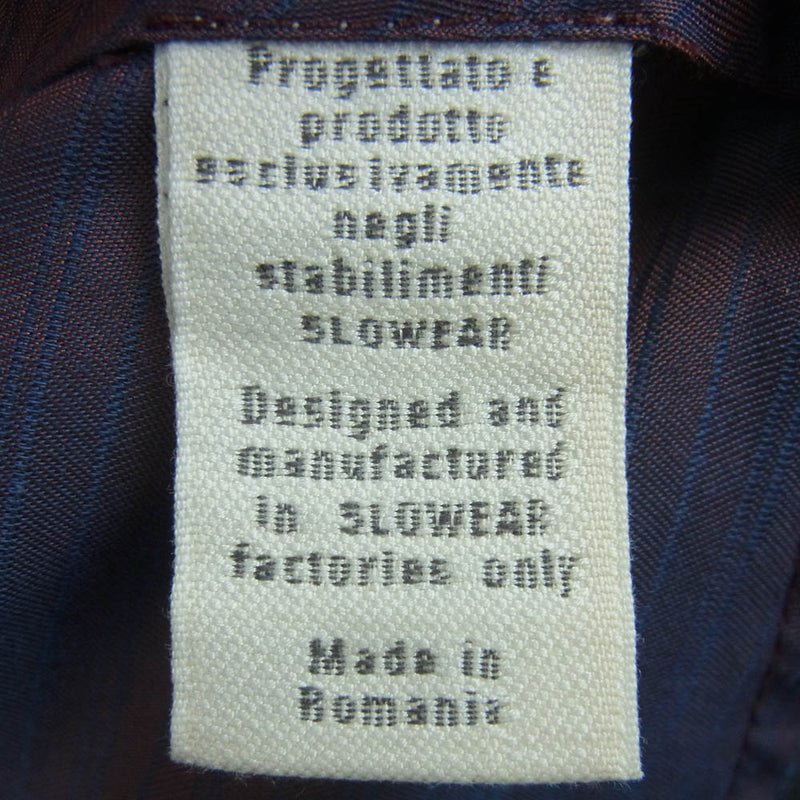 Progettato e
prodotto
esclusivamente
negli
stabilimenti
SLOWEAR
Designed and
manufactured
in SLOWEAR
factories only
Made in
Romania